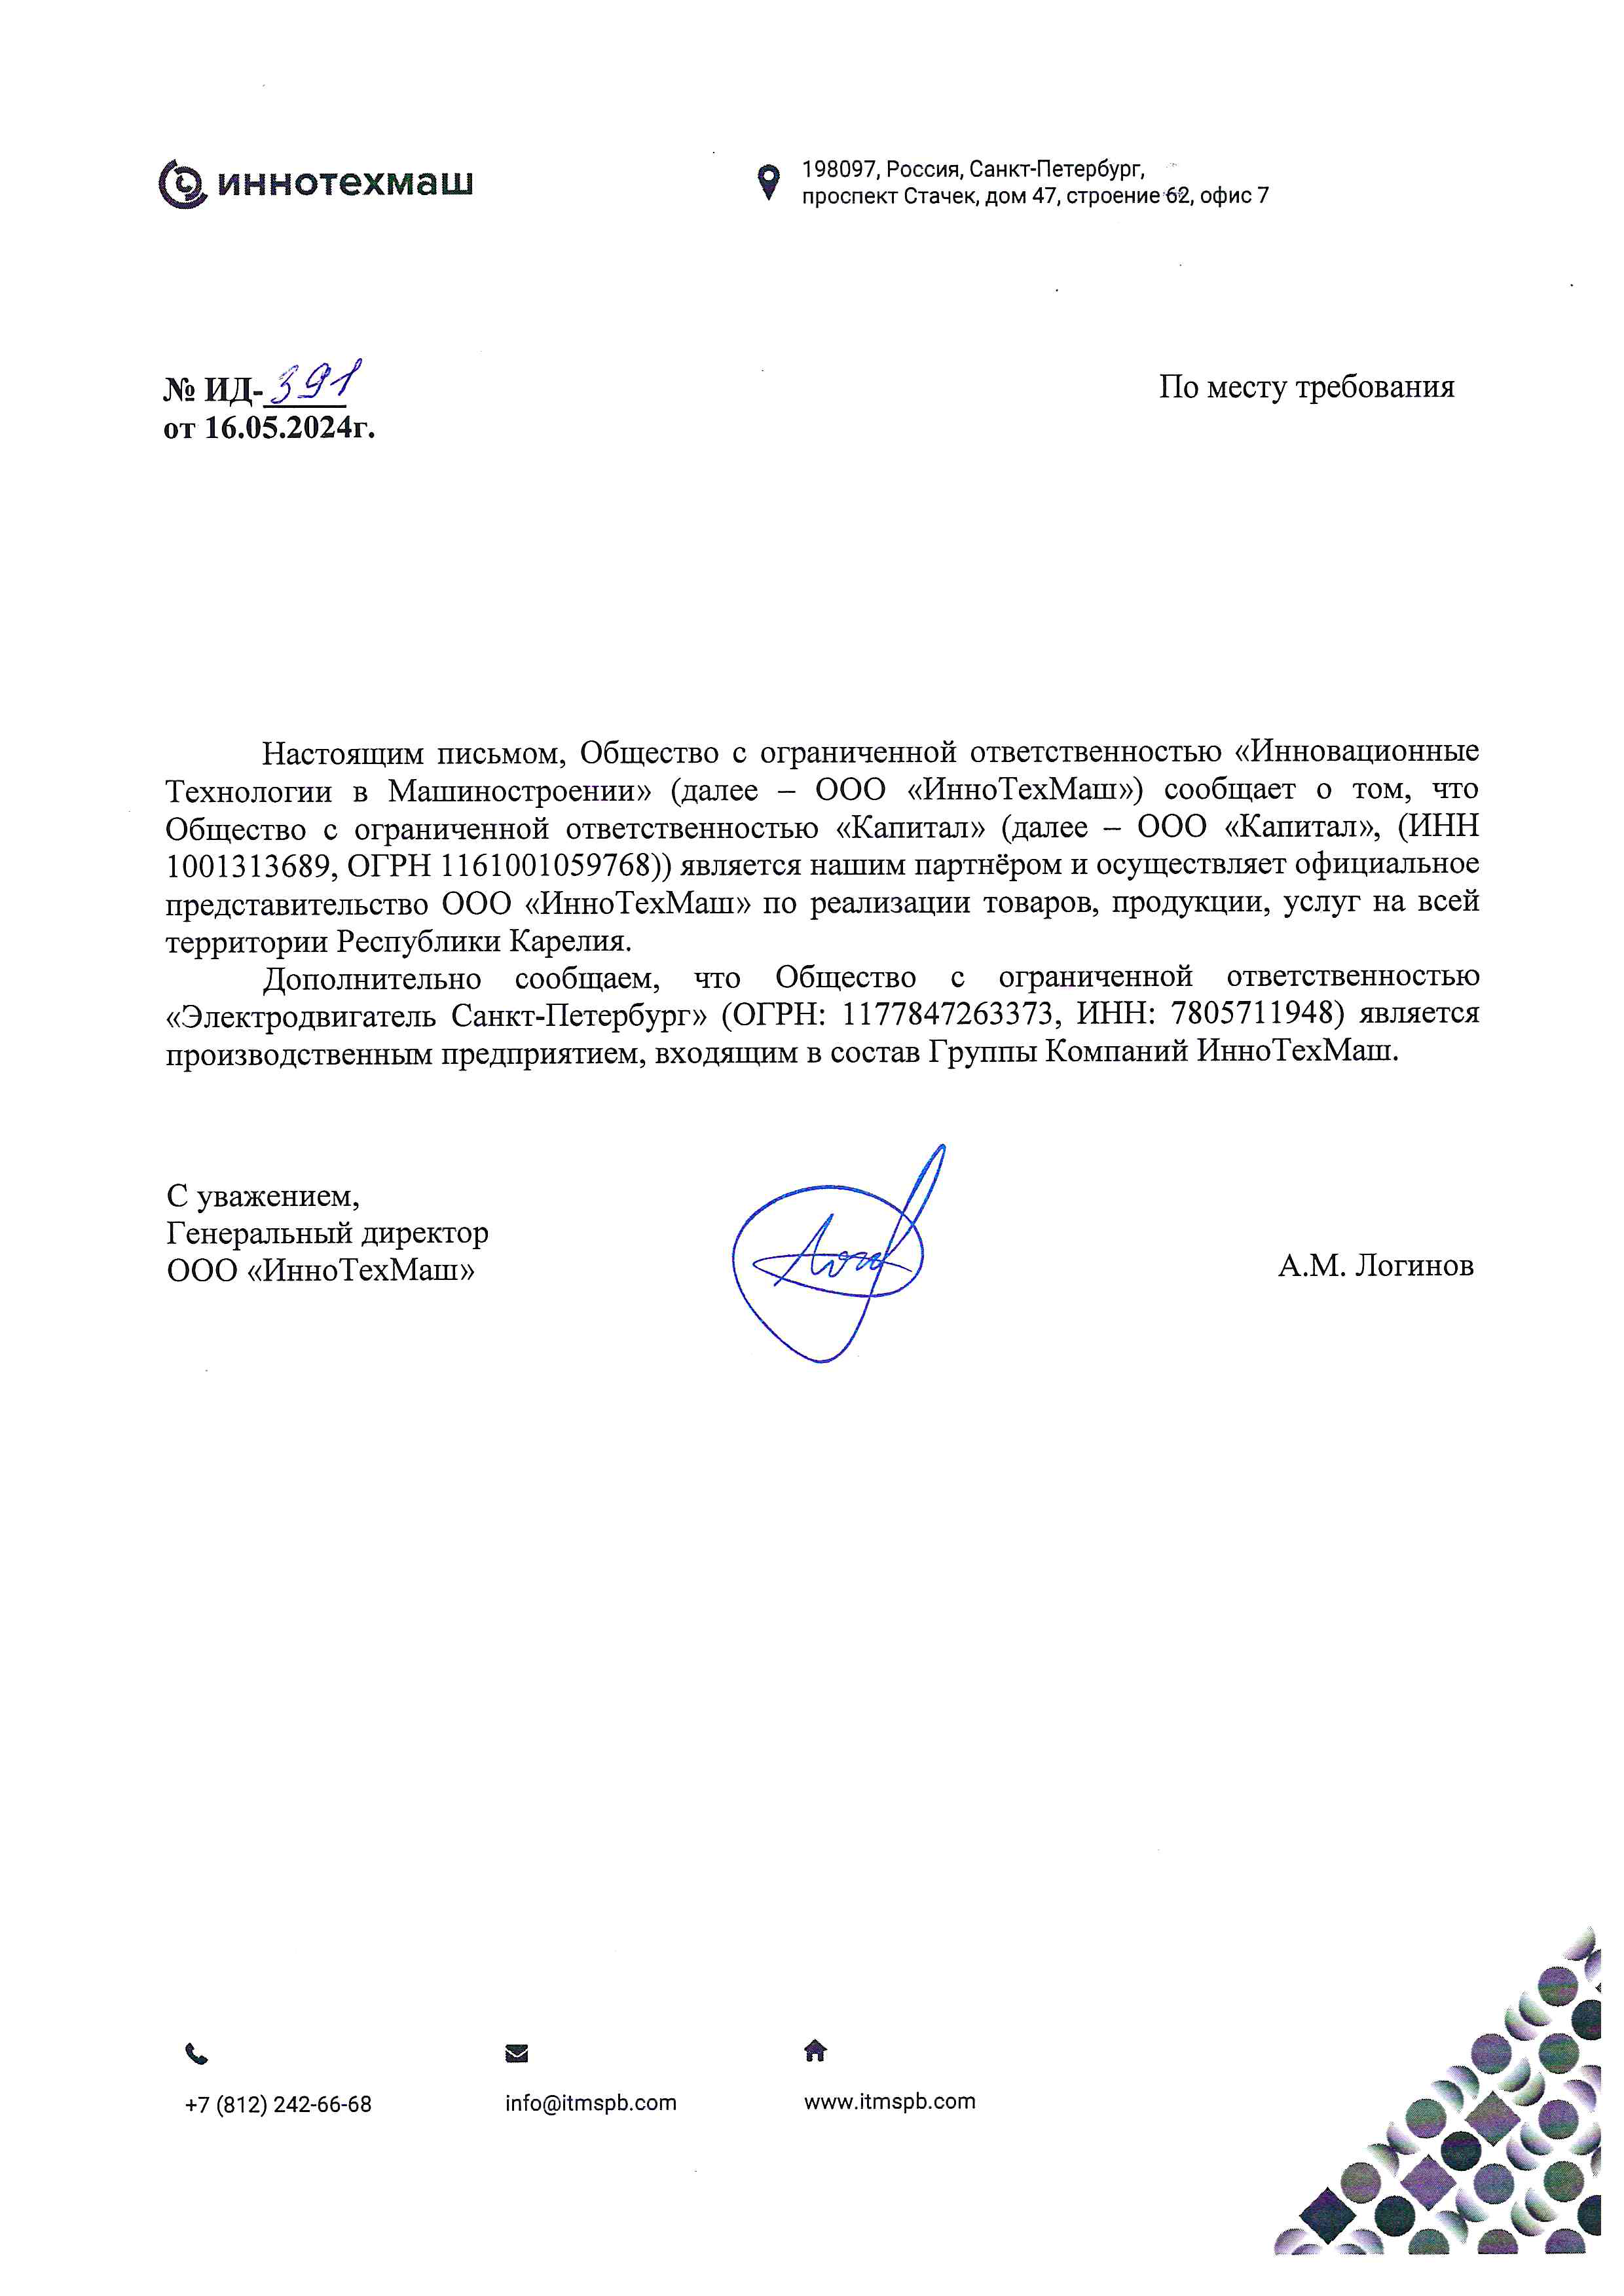 иннотехмаш
198097, Россия, Санкт-Петербург,
проспект Стачек, дом 47, строение 62, офис 7
№ ИД-391
По месту требования
от 16.05.2024г.
Настоящим письмом, Общество с ограниченной ответственностью «Инновационные
Технологии в Машиностроении» (далее – ООО «ИнноТехМаш») сообщает о том, что
Общество с ограниченной ответственностью «Капитал» (далее – ООО «Капитал», (ИНН
1001313689, ОГРН 1161001059768)) является нашим партнёром и осуществляет официальное
представительство ООО «ИнноТехМаш» по реализации товаров, продукции, услуг на всей
территории Республики Карелия.
Дополнительно сообщаем, что Общество с ограниченной ответственностью
«Электродвигатель Санкт-Петербург» (ОГРН: 1177847263373, ИНН: 7805711948) является
производственным предприятием, входящим в состав Группы Компаний ИнноТехМаш.
С уважением,
Генеральный директор
ООО «ИнноТехМаш»
А.М. Логинов
+7 (812) 242-66-68
info@itmspb.com
www.itmspb.com